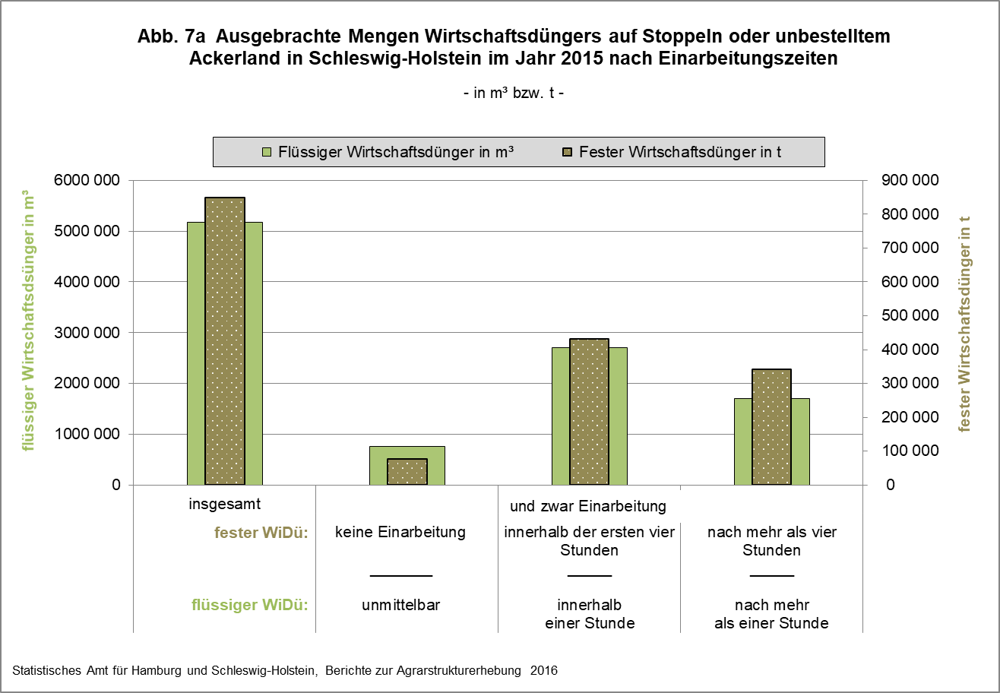 Abb. 7a Ausgebrachte Mengen Wirtschaftsdüngers auf Stoppeln oder unbestelltem
Ackerland in Schleswig-Holstein im Jahr 2015 nach Einarbeitungszeiten
- in m³ bzw. t -
Flüssiger Wirtschaftsdünger in m³
Fester Wirtschaftsdünger in t
flüssiger Wirtschaftsdsünger in m³
6000 000
5000 000
4000 000
3000 000
2000 000
1000 000
0
900 000
800 000
700 000
600 000
500 000
400 000
300 000
200 000
100 000
0
fester Wirtschaftsdünger in t
insgesamt
und zwar Einarbeitung
fester WiDü:
keine Einarbeitung
innerhalb der ersten vier
Stunden
nach mehr als vier
Stunden
flüssiger WiDü:
unmittelbar
innerhalb
einer Stunde
nach mehr
als einer Stunde
Statistisches Amt für Hamburg und Schleswig-Holstein, Berichte zur Agrarstrukturerhebung 2016